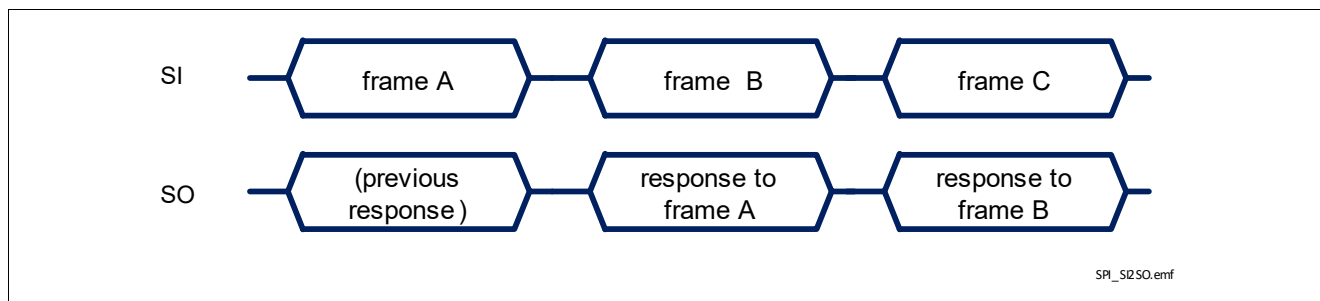 SI
frame A
frame B
frame C
SO
(previous
response)
response to
frame A
response to
frame B
SPI_SI2SO.emf